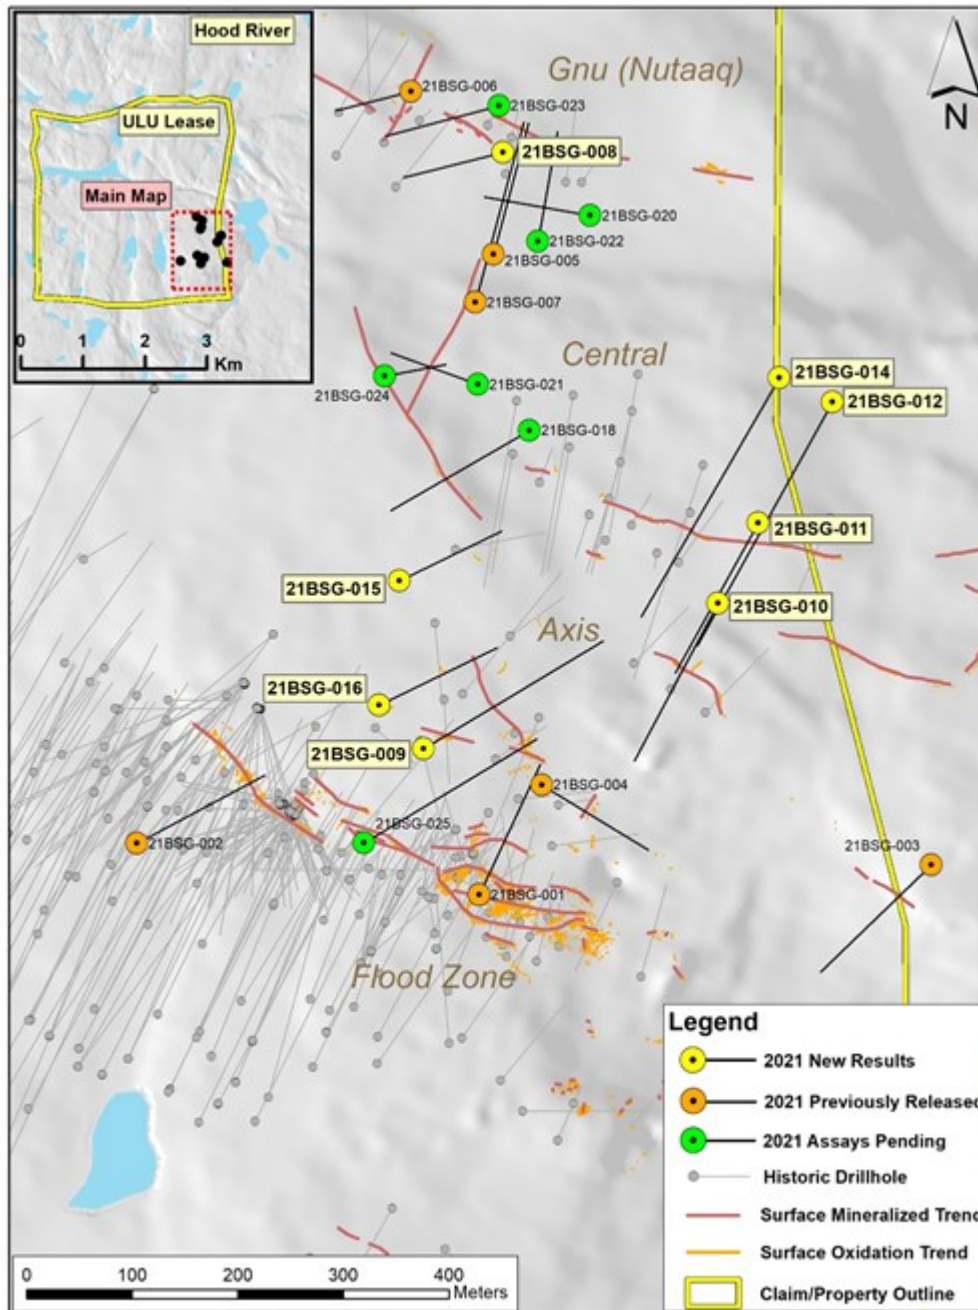 Hood River
ULU Lease
Main Map
0 1 2 3
Km
N
Gnu (Nutaaq)
21BSG-006
21BSG-023
21BSG-008
21BSG-020
21BSG-022
21BSG-005
21BSG-007
Central
21BSG-014
21BSG-012
21BSG-024
21BSG-021
21BSG-018
21BSG-011
21BSG-015
21BSG-010
Axis
21BSG-016
21BSG-009
21BSG-004
21BSG-025
21BSG-002
21BSG-003
21BSG-001
Flood Zone
Legend
2021 New Results
2021 Previously Released
2021 Assays Pending
Historic Drillhole
Surface Mineralized Trend
Surface Oxidation Trend
Claim/Property Outline
0 100 200 300 400
Meters